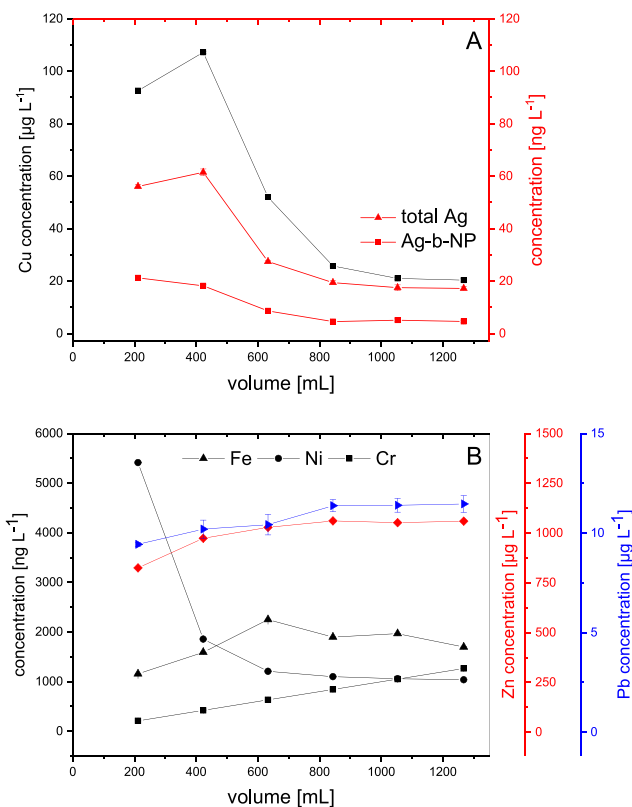 A
Cu concentration [µg L⁻¹]
120
100
80
60
40
20
0
120
100
80
60
40
20
0
concentration [ng L⁻¹]
total Ag
Ag-b-NP
0 200 400 600 800 1000 1200
volume [mL]
B
Fe Ni Cr
concentration [ng L⁻¹]
6000
5000
4000
3000
2000
1000
0
1500
1250
1000
750
500
250
0
Zn concentration [µg L⁻¹]
15
10
5
0
Pb concentration [µg L⁻¹]
0 200 400 600 800 1000 1200
volume [mL]